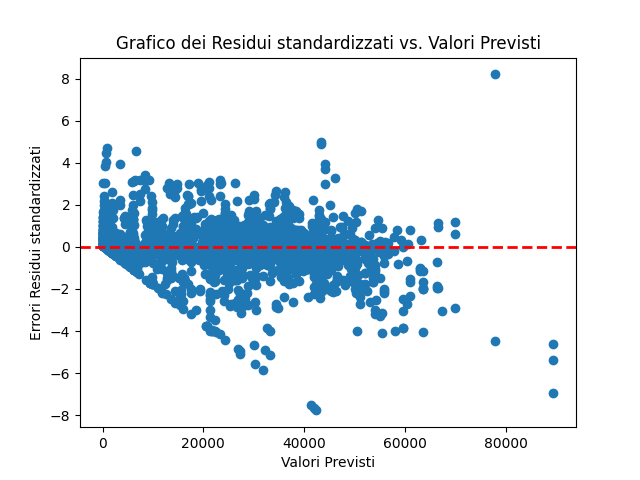 Grafico dei Residui standardizzati vs. Valori Previsti
Errori Residui standardizzati
8
6
4
2
0
−2
−4
−6
−8
0 20000 40000 60000 80000
Valori Previsti